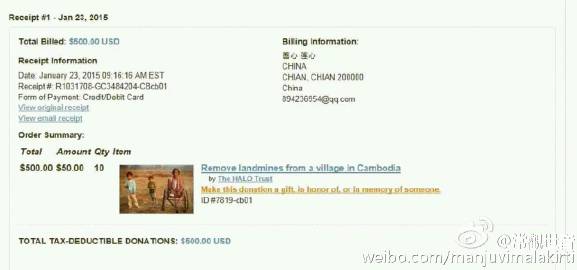 Receipt #1 - Jan 23, 2015
Total Billed: $500.00 USD
Receipt Information
Date: January 23, 2015 09:16:16 AM EST
Receipt #: R1031708-GC3484204-CBcb01
Form of Payment: Credit/Debit Card
View original receipt
View email receipt
Billing Information:
善心 莲心
CHINA
CHIAN, CHIAN 200000
China
894236954@qq.com
Order Summary:
Total Amount Qty Item
$500.00 $50.00 10 Remove landmines from a village in Cambodia
by The HALO Trust
Make this donation a gift, in honor of, or in memory of someone.
ID #7819-cb01
TOTAL TAX-DEDUCTIBLE DONATIONS: $500.00 USD
weibo.com/manjuvimalakirti